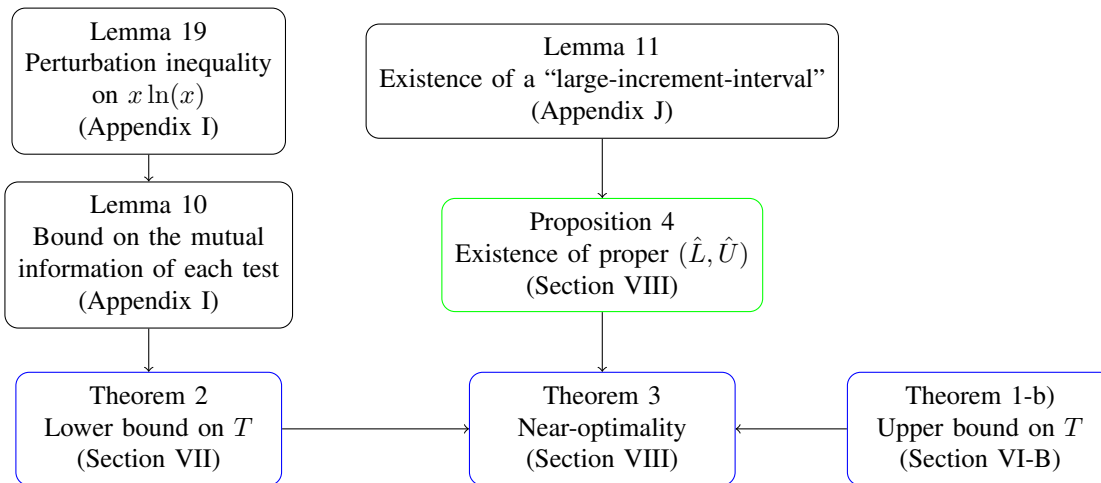 Lemma 19
Perturbation inequality
on x ln(x)
(Appendix I)
Lemma 11
Existence of a “large-increment-interval”
(Appendix J)
Lemma 10
Bound on the mutual
information of each test
(Appendix I)
Proposition 4
Existence of proper (L̂, Û)
(Section VIII)
Theorem 2
Lower bound on T
(Section VII)
Theorem 3
Near-optimality
(Section VIII)
Theorem 1-b)
Upper bound on T
(Section VI-B)